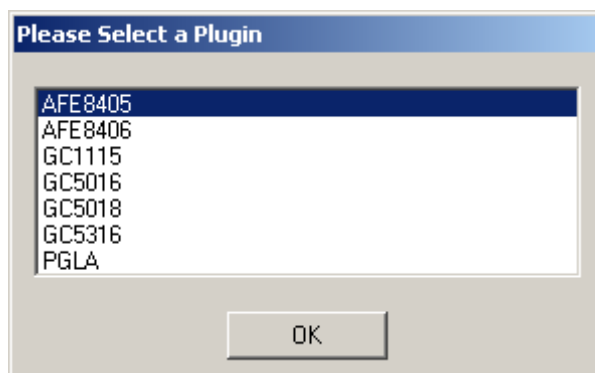 Please Select a Plugin
AFE8405
AFE8406
GC1115
GC5016
GC5018
GC5316
PGLA
OK